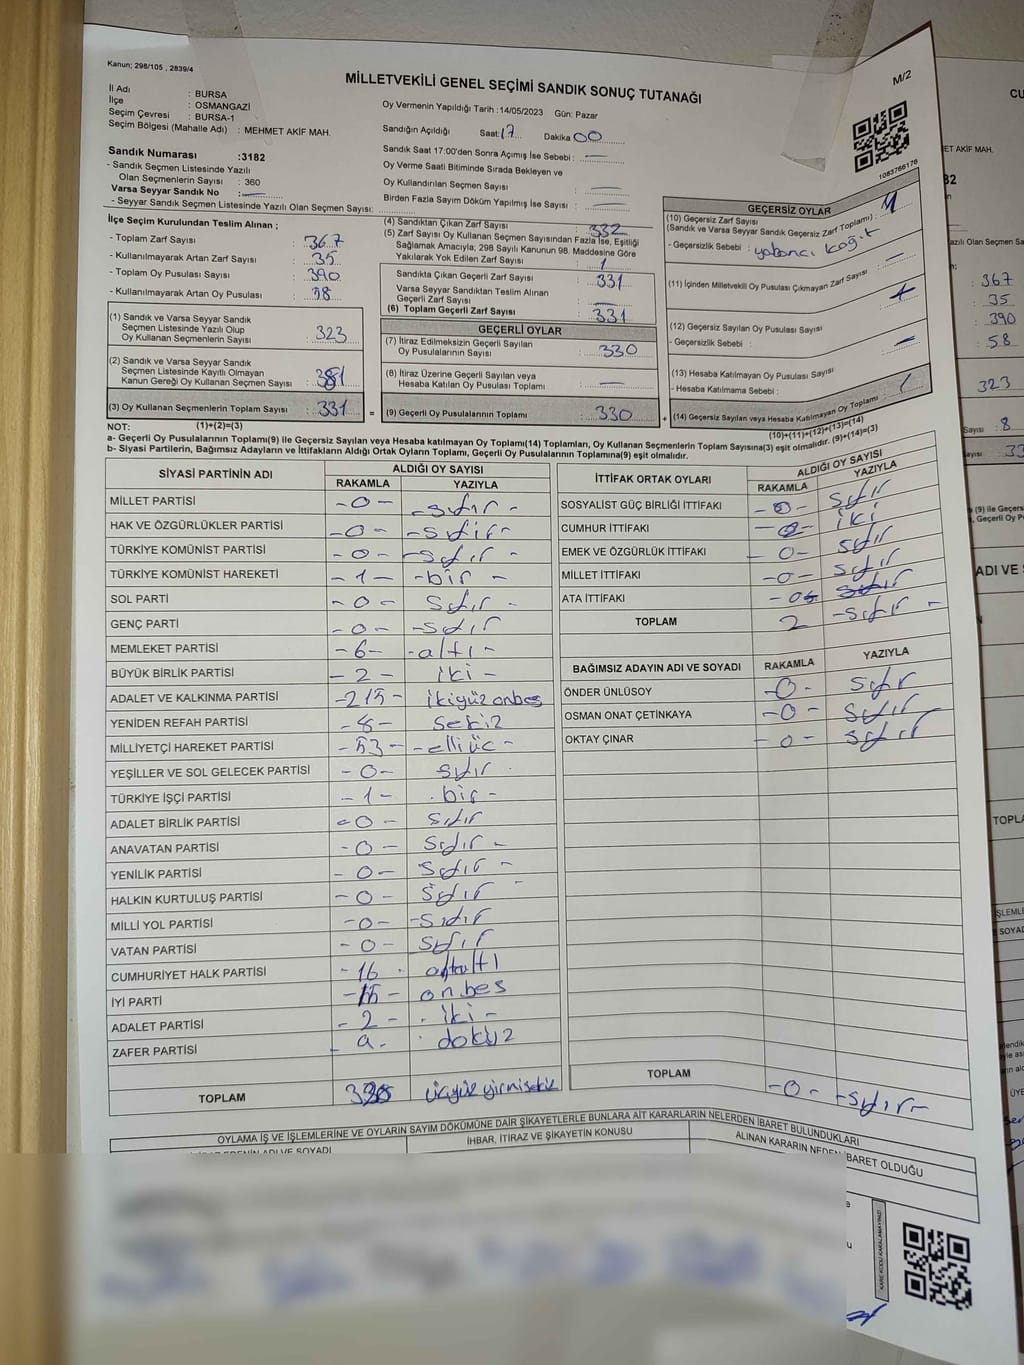 Kanun; 298/105 , 2839/4
MİLLETVEKİLİ GENEL SEÇİMİ SANDIK SONUÇ TUTANAĞI
M/2
İl Adı : BURSA
İlçe : OSMANGAZİ
Seçim Çevresi : BURSA-1
Seçim Bölgesi (Mahalle Adı) : MEHMET AKİF MAH.
Oy Vermenin Yapıldığı Tarih :14/05/2023 Gün: Pazar
Sandığın Açıldığı Saat: 17 Dakika 00
Sandık Saat 17:00'den Sonra Açımış İse Sebebi : —
Oy Verme Saati Bitiminde Sırada Bekleyen ve
Oy Kullandırılan Seçmen Sayısı : —
Birden Fazla Sayım Döküm Yapılmış İse Sayısı : —
1083766176
Sandık Numarası :3182
- Sandık Seçmen Listesinde Yazılı
Olan Seçmenlerin Sayısı : 360
Varsa Seyyar Sandık No : —
- Seyyar Sandık Seçmen Listesinde Yazılı Olan Seçmen Sayısı:
İlçe Seçim Kurulundan Teslim Alınan ;
- Toplam Zarf Sayısı : 367
- Kullanılmayarak Artan Zarf Sayısı : 35
- Toplam Oy Pusulası Sayısı : 390
- Kullanılmayarak Artan Oy Pusulası : 58
(1) Sandık ve Varsa Seyyar Sandık
Seçmen Listesinde Yazılı Olup
Oy Kullanan Seçmenlerin Sayısı : 323
(2) Sandık ve Varsa Seyyar Sandık
Seçmen Listesinde Kayıtlı Olmayan
Kanun Gereği Oy Kullanan Seçmen Sayısı :
(3) Oy Kullanan Seçmenlerin Toplam Sayısı : 331 =
(1)+(2)=(3)
(4) Sandıktan Çıkan Zarf Sayısı : 332
(5) Zarf Sayısı Oy Kullanan Seçmen Sayısından Fazla İse, Eşitliği
Sağlamak Amacıyla; 298 Sayılı Kanunun 98. Maddesine Göre
Yakılarak Yok Edilen Zarf Sayısı : 1
Sandıkta Çıkan Geçerli Zarf Sayısı : 331
Varsa Seyyar Sandıktan Teslim Alınan
Geçerli Zarf Sayısı : —
(6) Toplam Geçerli Zarf Sayısı : 331
GEÇERLİ OYLAR
(7) İtiraz Edilmeksizin Geçerli Sayılan
Oy Pusulalarının Sayısı : 330
(8) İtiraz Üzerine Geçerli Sayılan veya
Hesaba Katılan Oy Pusulası Toplamı : —
(9) Geçerli Oy Pusulalarının Toplamı : 330 +
GEÇERSİZ OYLAR
(10) Geçersiz Zarf Sayısı
(Sandık ve Varsa Seyyar Sandık Geçersiz Zarf Toplamı) :
- Geçersizlik Sebebi : yabancı kağıt
(11) İçinden Milletvekili Oy Pusulası Çıkmayan Zarf Sayısı : —
(12) Geçersiz Sayılan Oy Pusulası Sayısı :
- Geçersizlik Sebebi :
(13) Hesaba Katılmayan Oy Pusulası Sayısı : —
- Hesaba Katılmama Sebebi :
(14) Geçersiz Sayılan veya Hesaba Katılmayan Oy Toplamı : 1
(10)+(11)+(12)+(13)=(14)
NOT:
a- Geçerli Oy Pusulalarının Toplamı(9) ile Geçersiz Sayılan veya Hesaba katılmayan Oy Toplamı(14) Toplamları, Oy Kullanan Seçmenlerin Toplam Sayısına(3) eşit olmalıdır. (9)+(14)=(3)
b- Siyasi Partilerin, Bağımsız Adayların ve İttifakların Aldığı Ortak Oyların Toplamı, Geçerli Oy Pusulalarının Toplamına(9) eşit olmalıdır.
SİYASİ PARTİNİN ADI ALDIĞI OY SAYISI
RAKAMLA YAZIYLA
MİLLET PARTİSİ -0- -sıfır-
HAK VE ÖZGÜRLÜKLER PARTİSİ -0- -sıfır-
TÜRKİYE KOMÜNİST PARTİSİ -0- -sıfır-
TÜRKİYE KOMÜNİST HAREKETİ -1- -bir-
SOL PARTİ -0- sıfır-
GENÇ PARTİ -0- -sıfır
MEMLEKET PARTİSİ -6- -altı-
BÜYÜK BİRLİK PARTİSİ -2- iki-
ADALET VE KALKINMA PARTİSİ -215- ikiyüz onbeş
YENİDEN REFAH PARTİSİ -8- sekiz
MİLLİYETÇİ HAREKET PARTİSİ -53- -elliüç-
YEŞİLLER VE SOL GELECEK PARTİSİ -0- sıfır
TÜRKİYE İŞÇİ PARTİSİ -1- bir-
ADALET BİRLİK PARTİSİ -0- sıfır
ANAVATAN PARTİSİ -0- sıfır-
YENİLİK PARTİSİ -0- sıfır-
HALKIN KURTULUŞ PARTİSİ -0- sıfır-
MİLLİ YOL PARTİSİ -0- -sıfır
VATAN PARTİSİ -0- sıfır
CUMHURİYET HALK PARTİSİ -16 onaltı
İYİ PARTİ -15- onbeş
ADALET PARTİSİ -2- iki-
ZAFER PARTİSİ dokuz
TOPLAM üçyüz yirmisekiz
İTTİFAK ORTAK OYLARI ALDIĞI OY SAYISI
RAKAMLA YAZIYLA
SOSYALİST GÜÇ BİRLİĞİ İTTİFAKI -0- sıfır
CUMHUR İTTİFAKI -2- iki
EMEK VE ÖZGÜRLÜK İTTİFAKI -0- sıfır
MİLLET İTTİFAKI -0- sıfır
ATA İTTİFAKI -0 sıfır
TOPLAM 2 -sıfır-
BAĞIMSIZ ADAYIN ADI VE SOYADI RAKAMLA YAZIYLA
ÖNDER ÜNLÜSOY -0- sıfır
OSMAN ONAT ÇETİNKAYA -0- sıfır
OKTAY ÇINAR -0- sıfır
TOPLAM -0- -sıfır-
OYLAMA İŞ VE İŞLEMLERİNE VE OYLARIN SAYIM DÖKÜMÜNE DAİR ŞİKAYETLERLE BUNLARA AİT KARARLARIN NELERDEN İBARET BULUNDUKLARI
İHBAR, İTİRAZ VE ŞİKAYETİN KONUSU
ALINAN KARARIN NEDEN İBARET OLDUĞU
KARE KODU KARALAMAYINIZ!
ET AKİF MAH.
367
35
390
58
323
8